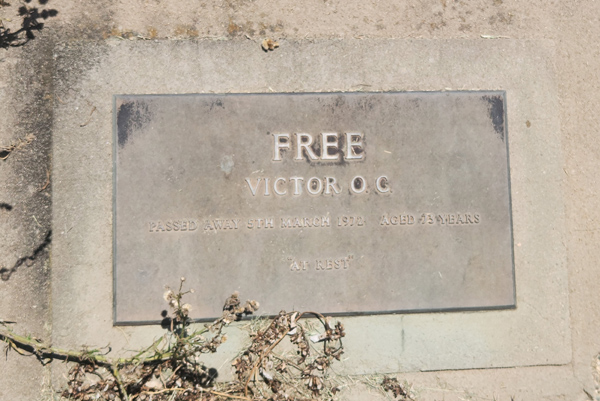 FREE
VICTOR O. G
PASSED AWAY MARCH AGED YEARS
"AT REST"